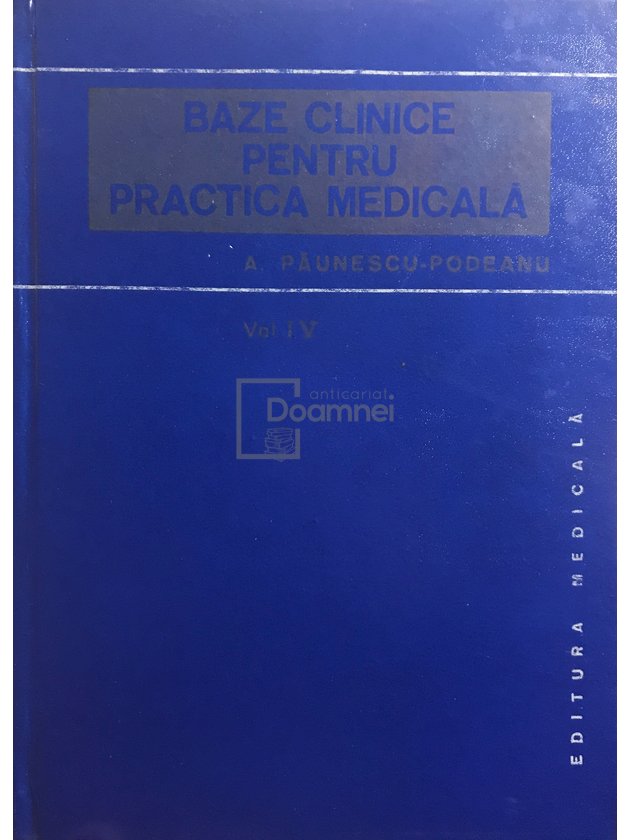 BAZE CLINICE
PENTRU
PRACTICA MEDICALĂ
A. PĂUNESCU-PODEANU
Vol IV
anticariat
Doamnei
EDITURA MEDICALĂ